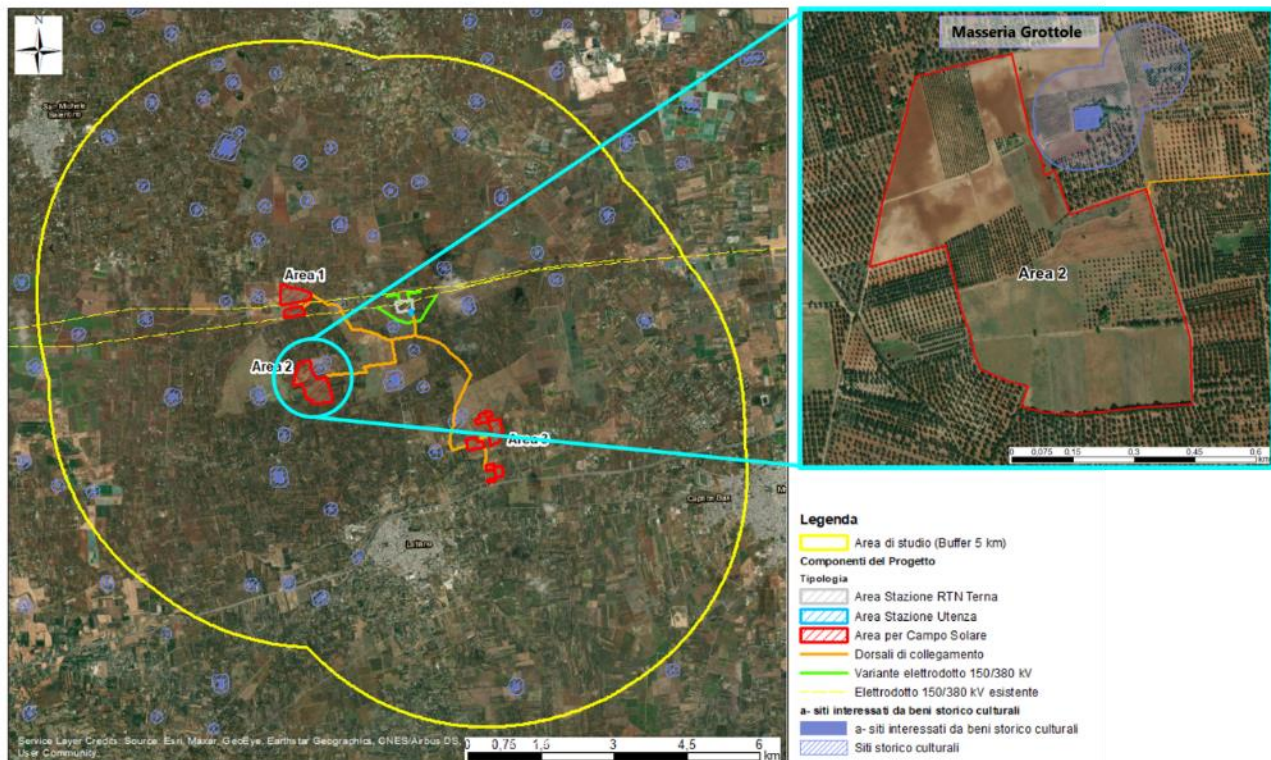 N
San Michele
Salentino
Area 1
Area 2
Area 3
Latiano
Service Layer Credits: Source: Esri, Maxar, GeoEye, Earthstar Geographics, CNES/Airbus DS,
User Community
0 0,75 1,5 3 4,5 6
km
Masseria Grottole
Area 2
0 0,075 0,15 0,3 0,45 0,6
km
Legenda
Area di studio (Buffer 5 km)
Componenti del Progetto
Tipologia
Area Stazione RTN Terna
Area Stazione Utenza
Area per Campo Solare
Dorsali di collegamento
Variante elettrodotto 150/380 kV
Elettrodotto 150/380 kV esistente
a- siti interessati da beni storico culturali
a- siti interessati da beni storico culturali
Siti storico culturali